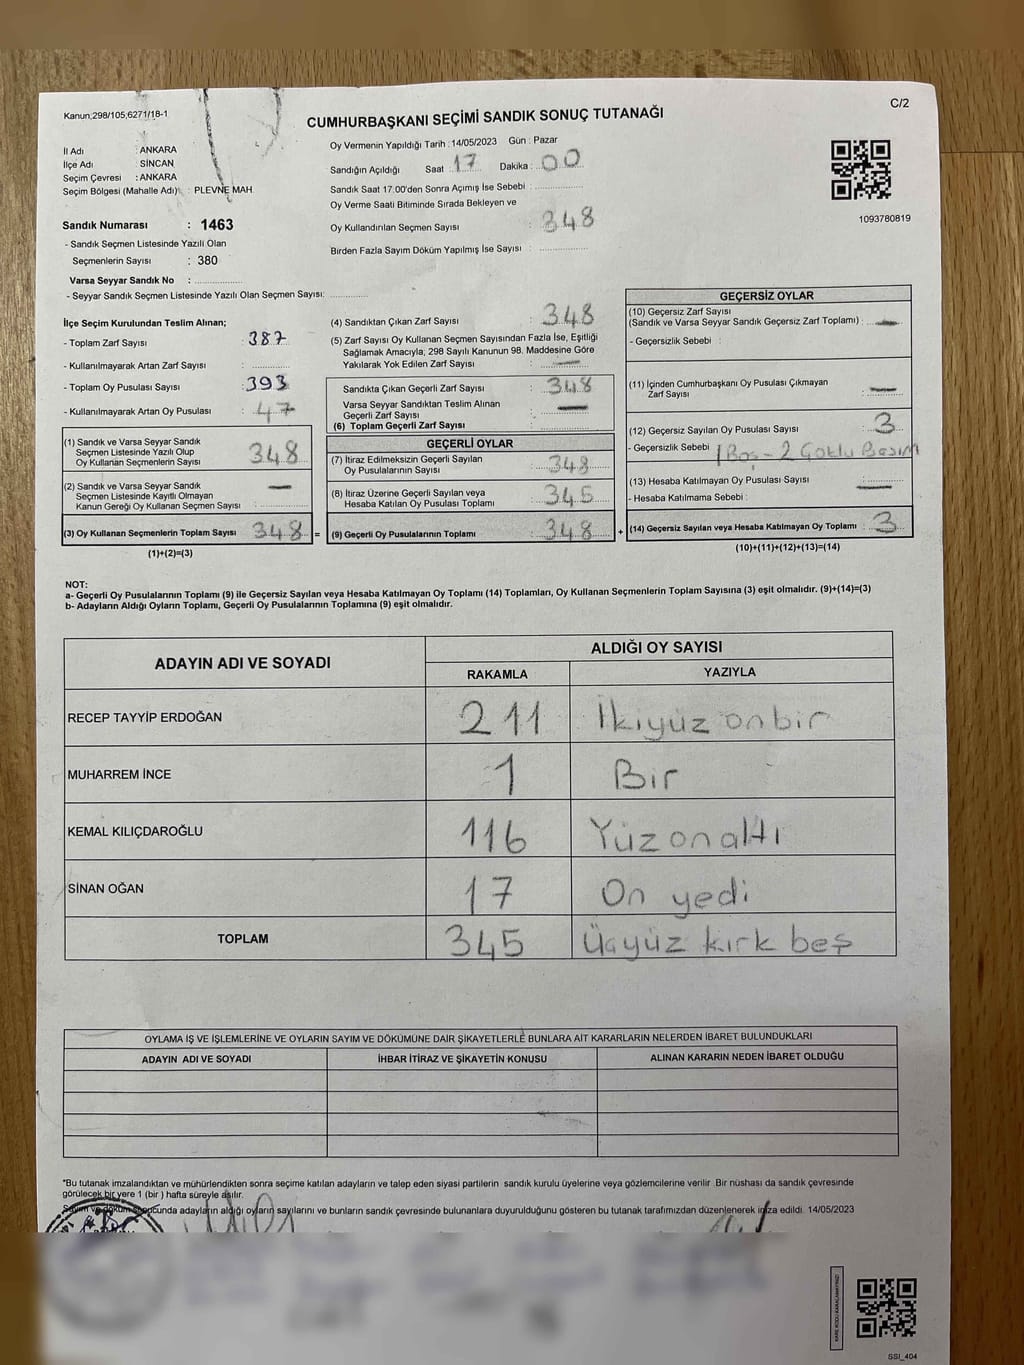 Kanun;298/105;6271/18-1
C/2
CUMHURBAŞKANI SEÇİMİ SANDIK SONUÇ TUTANAĞI
İl Adı : ANKARA
İlçe Adı : SİNCAN
Seçim Çevresi : ANKARA
Seçim Bölgesi (Mahalle Adı) : PLEVNE MAH
Sandık Numarası : 1463
- Sandık Seçmen Listesinde Yazılı Olan
Seçmenlerin Sayısı : 380
Varsa Seyyar Sandık No :
- Seyyar Sandık Seçmen Listesinde Yazılı Olan Seçmen Sayısı:
Oy Vermenin Yapıldığı Tarih : 14/05/2023 Gün : Pazar
Sandığın Açıldığı Saat 17 Dakika : 00
Sandık Saat 17:00'den Sonra Açımış İse Sebebi :
Oy Verme Saati Bitiminde Sırada Bekleyen ve
Oy Kullandırılan Seçmen Sayısı : 348
Birden Fazla Sayım Döküm Yapılmış İse Sayısı :
1093780819
İlçe Seçim Kurulundan Teslim Alınan;
- Toplam Zarf Sayısı : 387
- Kullanılmayarak Artan Zarf Sayısı :
- Toplam Oy Pusulası Sayısı : 393
- Kullanılmayarak Artan Oy Pusulası : 47
(1) Sandık ve Varsa Seyyar Sandık
Seçmen Listesinde Yazılı Olup
Oy Kullanan Seçmenlerin Sayısı : 348
(2) Sandık ve Varsa Seyyar Sandık
Seçmen Listesinde Kayıtlı Olmayan
Kanun Gereği Oy Kullanan Seçmen Sayısı : —
(3) Oy Kullanan Seçmenlerin Toplam Sayısı : 348 =
(1)+(2)=(3)
(4) Sandıktan Çıkan Zarf Sayısı : 348
(5) Zarf Sayısı Oy Kullanan Seçmen Sayısından Fazla İse, Eşitliği
Sağlamak Amacıyla, 298 Sayılı Kanunun 98. Maddesine Göre
Yakılarak Yok Edilen Zarf Sayısı : —
Sandıkta Çıkan Geçerli Zarf Sayısı : 348
Varsa Seyyar Sandıktan Teslim Alınan
Geçerli Zarf Sayısı : —
(6) Toplam Geçerli Zarf Sayısı :
GEÇERLİ OYLAR
(7) İtiraz Edilmeksizin Geçerli Sayılan
Oy Pusulalarının Sayısı : 348
(8) İtiraz Üzerine Geçerli Sayılan veya
Hesaba Katılan Oy Pusulası Toplamı : 345
(9) Geçerli Oy Pusulalarının Toplamı : 348 +
GEÇERSİZ OYLAR
(10) Geçersiz Zarf Sayısı
(Sandık ve Varsa Seyyar Sandık Geçersiz Zarf Toplamı) : —
- Geçersizlik Sebebi :
(11) İçinden Cumhurbaşkanı Oy Pusulası Çıkmayan
Zarf Sayısı : —
(12) Geçersiz Sayılan Oy Pusulası Sayısı : 3
- Geçersizlik Sebebi : 1 Boş - 2 Çoklu Basım
(13) Hesaba Katılmayan Oy Pusulası Sayısı : —
- Hesaba Katılmama Sebebi :
(14) Geçersiz Sayılan veya Hesaba Katılmayan Oy Toplamı : 3
(10)+(11)+(12)+(13)=(14)
NOT:
a- Geçerli Oy Pusulalarının Toplamı (9) ile Geçersiz Sayılan veya Hesaba Katılmayan Oy Toplamı (14) Toplamları, Oy Kullanan Seçmenlerin Toplam Sayısına (3) eşit olmalıdır. (9)+(14)=(3)
b- Adayların Aldığı Oyların Toplamı, Geçerli Oy Pusulalarının Toplamına (9) eşit olmalıdır.
ADAYIN ADI VE SOYADI ALDIĞI OY SAYISI
RAKAMLA YAZIYLA
RECEP TAYYİP ERDOĞAN 211 İkiyüz onbir
MUHARREM İNCE 1 Bir
KEMAL KILIÇDAROĞLU 116 Yüz onaltı
SİNAN OĞAN 17 On yedi
TOPLAM 345 Üçyüz kırk beş
OYLAMA İŞ VE İŞLEMLERİNE VE OYLARIN SAYIM VE DÖKÜMÜNE DAİR ŞİKAYETLERLE BUNLARA AİT KARARLARIN NELERDEN İBARET BULUNDUKLARI
ADAYIN ADI VE SOYADI İHBAR İTİRAZ VE ŞİKAYETİN KONUSU ALINAN KARARIN NEDEN İBARET OLDUĞU
*Bu tutanak imzalandıktan ve mühürlendikten sonra seçime katılan adayların ve talep eden siyasi partilerin sandık kurulu üyelerine veya gözlemcilerine verilir. Bir nüshası da sandık çevresinde
görülecek bir yere 1 (bir ) hafta süreyle asılır.
Sayım ve döküm sonucunda adayların aldığı oyların sayılarını ve bunların sandık çevresinde bulunanlara duyurulduğunu gösteren bu tutanak tarafımızdan düzenlenerek imza edildi. 14/05/2023
SSI_404